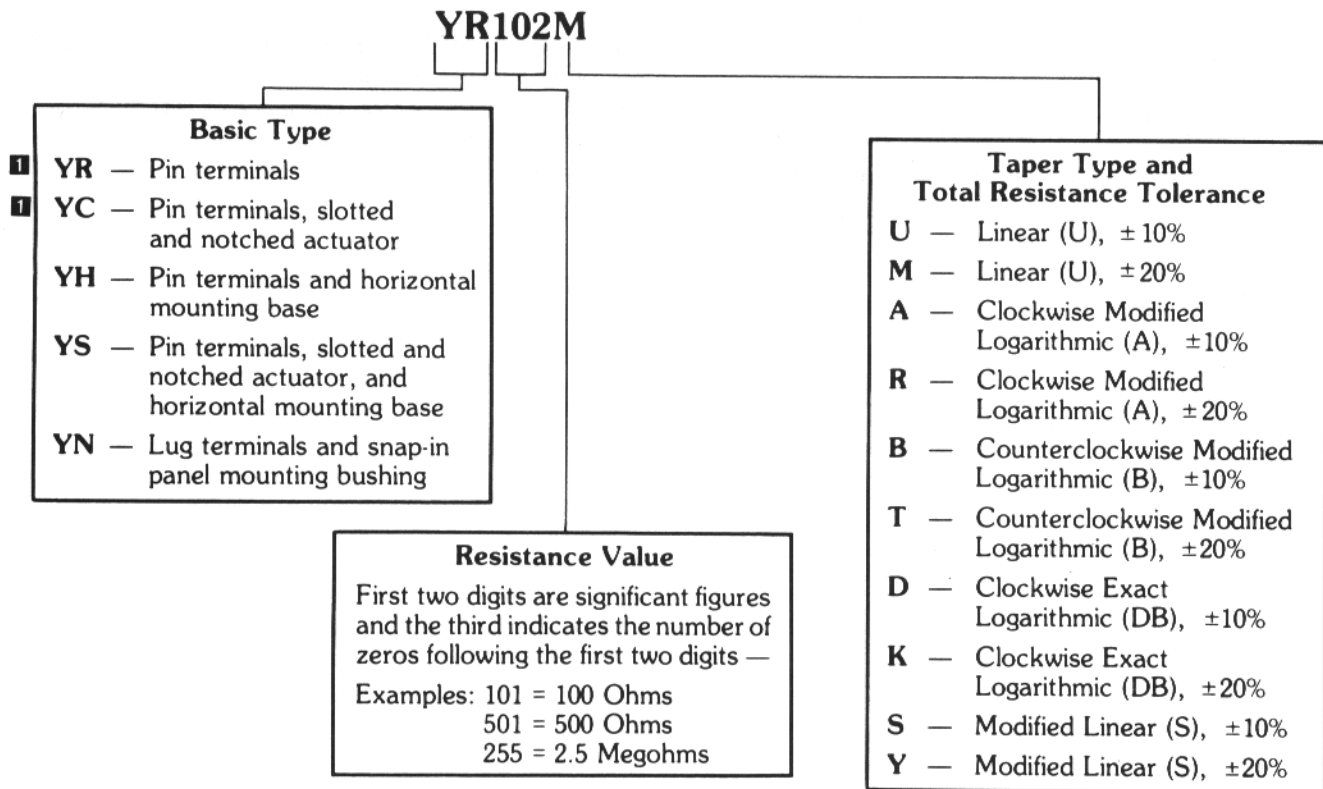 YR102M
Basic Type
1 YR — Pin terminals
1 YC — Pin terminals, slotted
and notched actuator
YH — Pin terminals and horizontal
mounting base
YS — Pin terminals, slotted and
notched actuator, and
horizontal mounting base
YN — Lug terminals and snap-in
panel mounting bushing
Resistance Value
First two digits are significant figures
and the third indicates the number of
zeros following the first two digits —
Examples: 101 = 100 Ohms
501 = 500 Ohms
255 = 2.5 Megohms
Taper Type and
Total Resistance Tolerance
U — Linear (U), ±10%
M — Linear (U), ±20%
A — Clockwise Modified
Logarithmic (A), ±10%
R — Clockwise Modified
Logarithmic (A), ±20%
B — Counterclockwise Modified
Logarithmic (B), ±10%
T — Counterclockwise Modified
Logarithmic (B), ±20%
D — Clockwise Exact
Logarithmic (DB), ±10%
K — Clockwise Exact
Logarithmic (DB), ±20%
S — Modified Linear (S), ±10%
Y — Modified Linear (S), ±20%